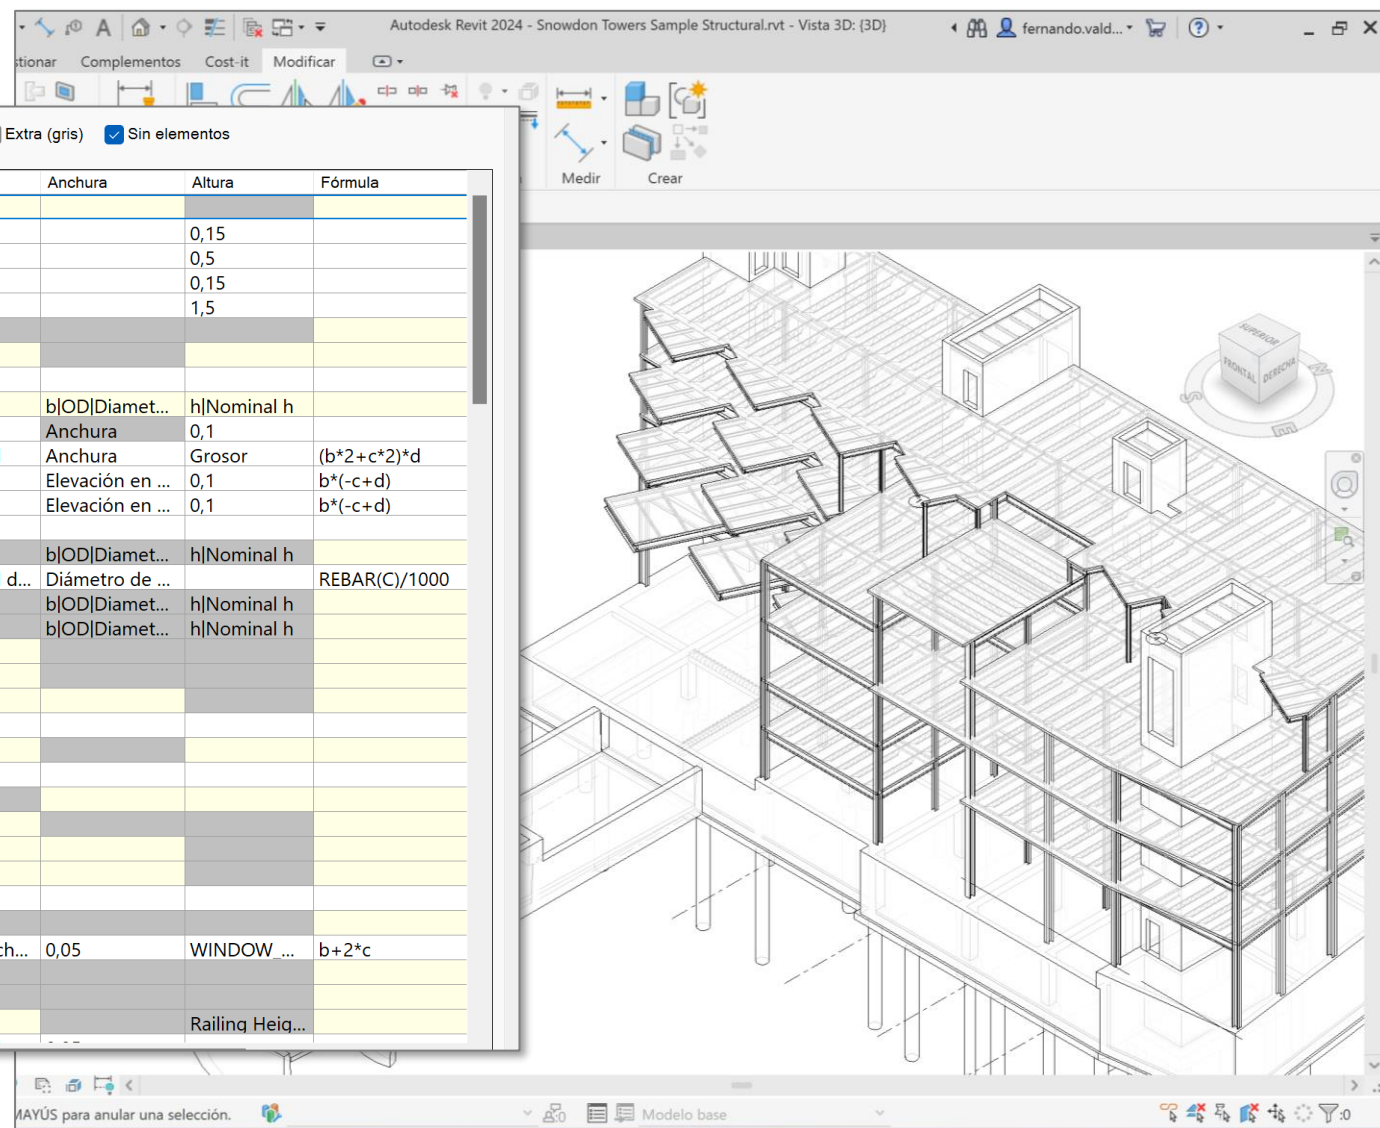 Autodesk Revit 2024 - Snowdon Towers Sample Structural.rvt - Vista 3D: {3D}
fernando.vald...
stionar Complementos Cost-it Modificar
Extra (gris) Sin elementos
Medir Crear
Anchura Altura Fórmula
0,15
0,5
0,15
1,5
b|OD|Diamet... h|Nominal h
Anchura 0,1
Anchura Grosor (b*2+c*2)*d
Elevación en ... 0,1 b*(-c+d)
Elevación en ... 0,1 b*(-c+d)
b|OD|Diamet... h|Nominal h
d... Diámetro de ... REBAR(C)/1000
b|OD|Diamet... h|Nominal h
b|OD|Diamet... h|Nominal h
ch... 0,05 WINDOW_... b+2*c
Railing Heig...
SUPERIOR
FRONTAL DERECHA
S E N
MAYÚS para anular una selección.
Modelo base
:0